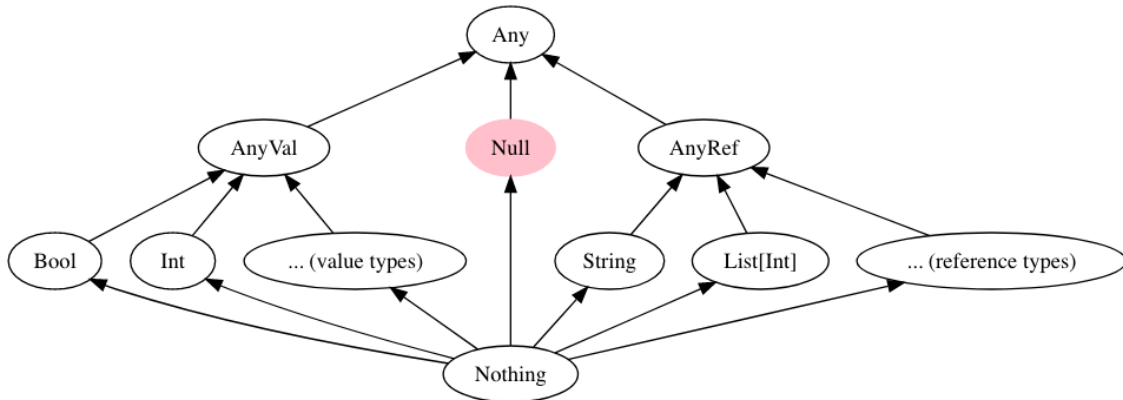 Any
AnyVal
Null
AnyRef
Bool
Int
... (value types)
String
List[Int]
... (reference types)
Nothing